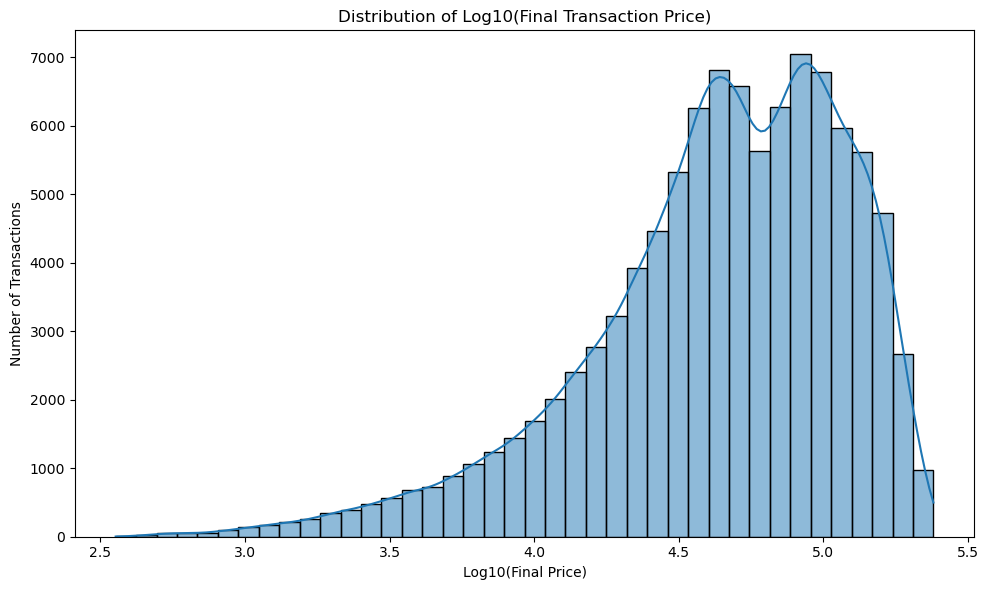 Distribution of Log10(Final Transaction Price)
Number of Transactions
7000
6000
5000
4000
3000
2000
1000
0
2.5 3.0 3.5 4.0 4.5 5.0 5.5
Log10(Final Price)